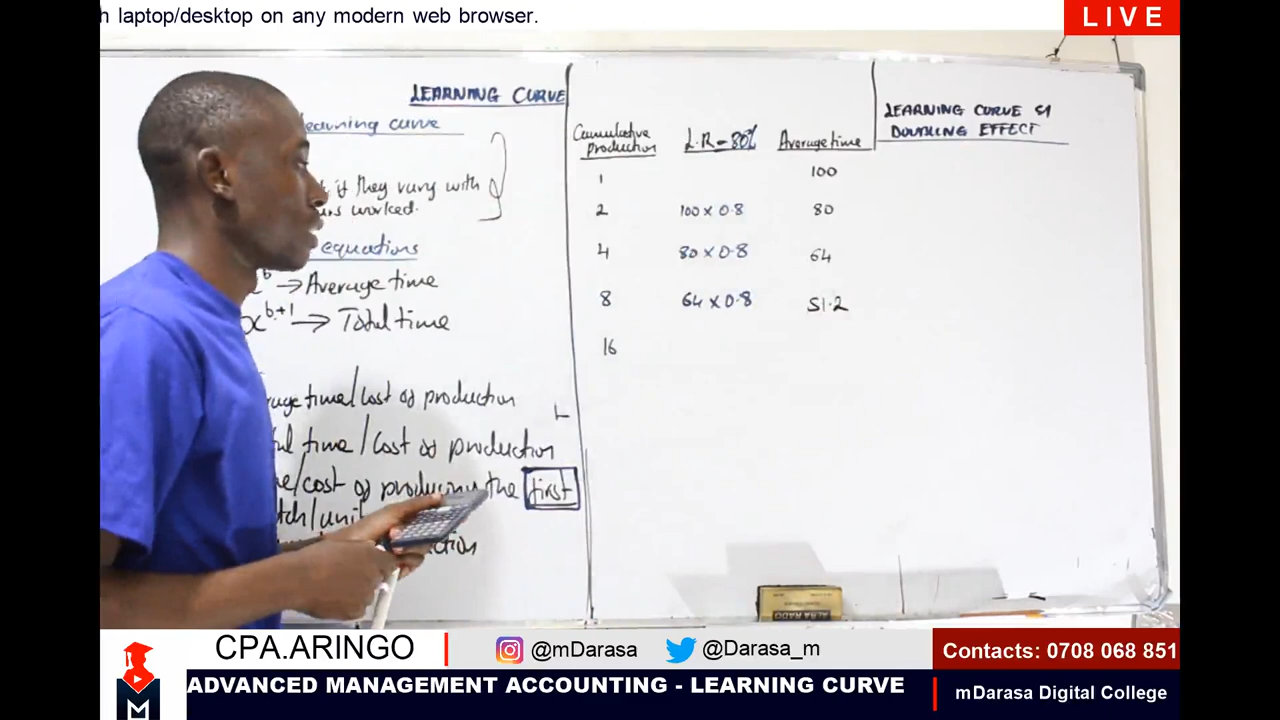 h laptop/desktop on any modern web browser.
LIVE
LEARNING CURVE
learning curve
if they vary with
worked.
equations
b → Average time
x b+1 → Total time
time/cost of production
time/cost of production
/cost of producing the first
Cumulative production
L.R = 80%
Average time
1 100
2 100 x 0.8 80
4 80 x 0.8 64
8 64 x 0.8 51.2
16
LEARNING CURVE &
DOUBLING EFFECT
CPA.ARINGO
@mDarasa
@Darasa_m
Contacts: 0708 068 851
M
ADVANCED MANAGEMENT ACCOUNTING - LEARNING CURVE
mDarasa Digital College